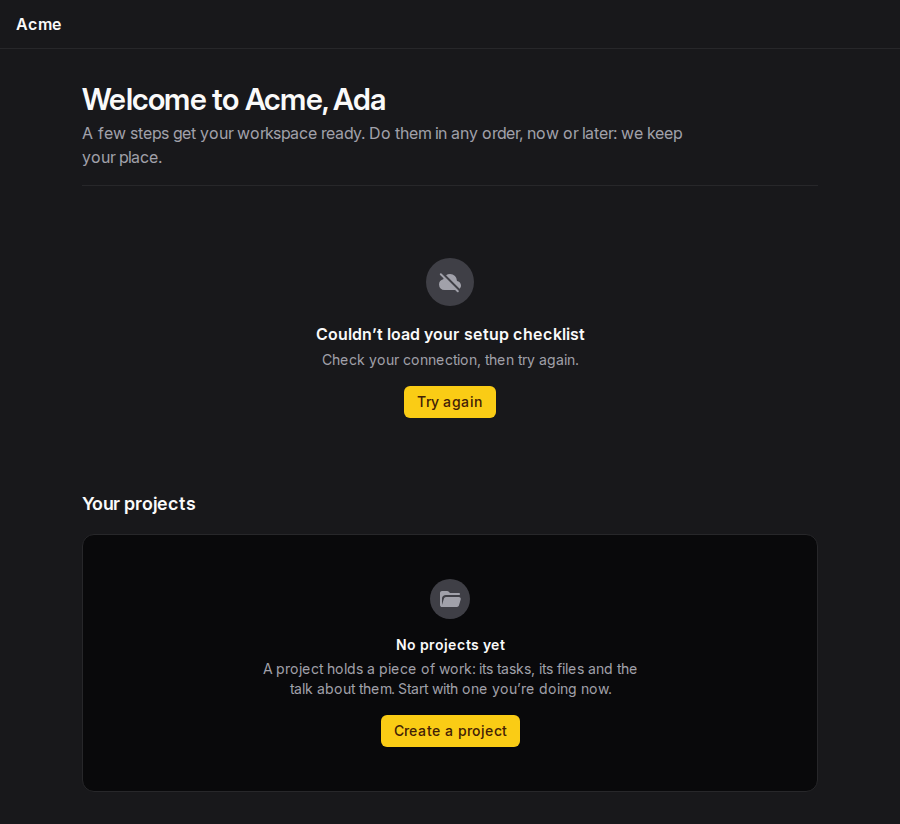 Acme
Welcome to Acme, Ada
A few steps get your workspace ready. Do them in any order, now or later: we keep
your place.
Couldn’t load your setup checklist
Check your connection, then try again.
Try again
Your projects
No projects yet
A project holds a piece of work: its tasks, its files and the
talk about them. Start with one you’re doing now.
Create a project